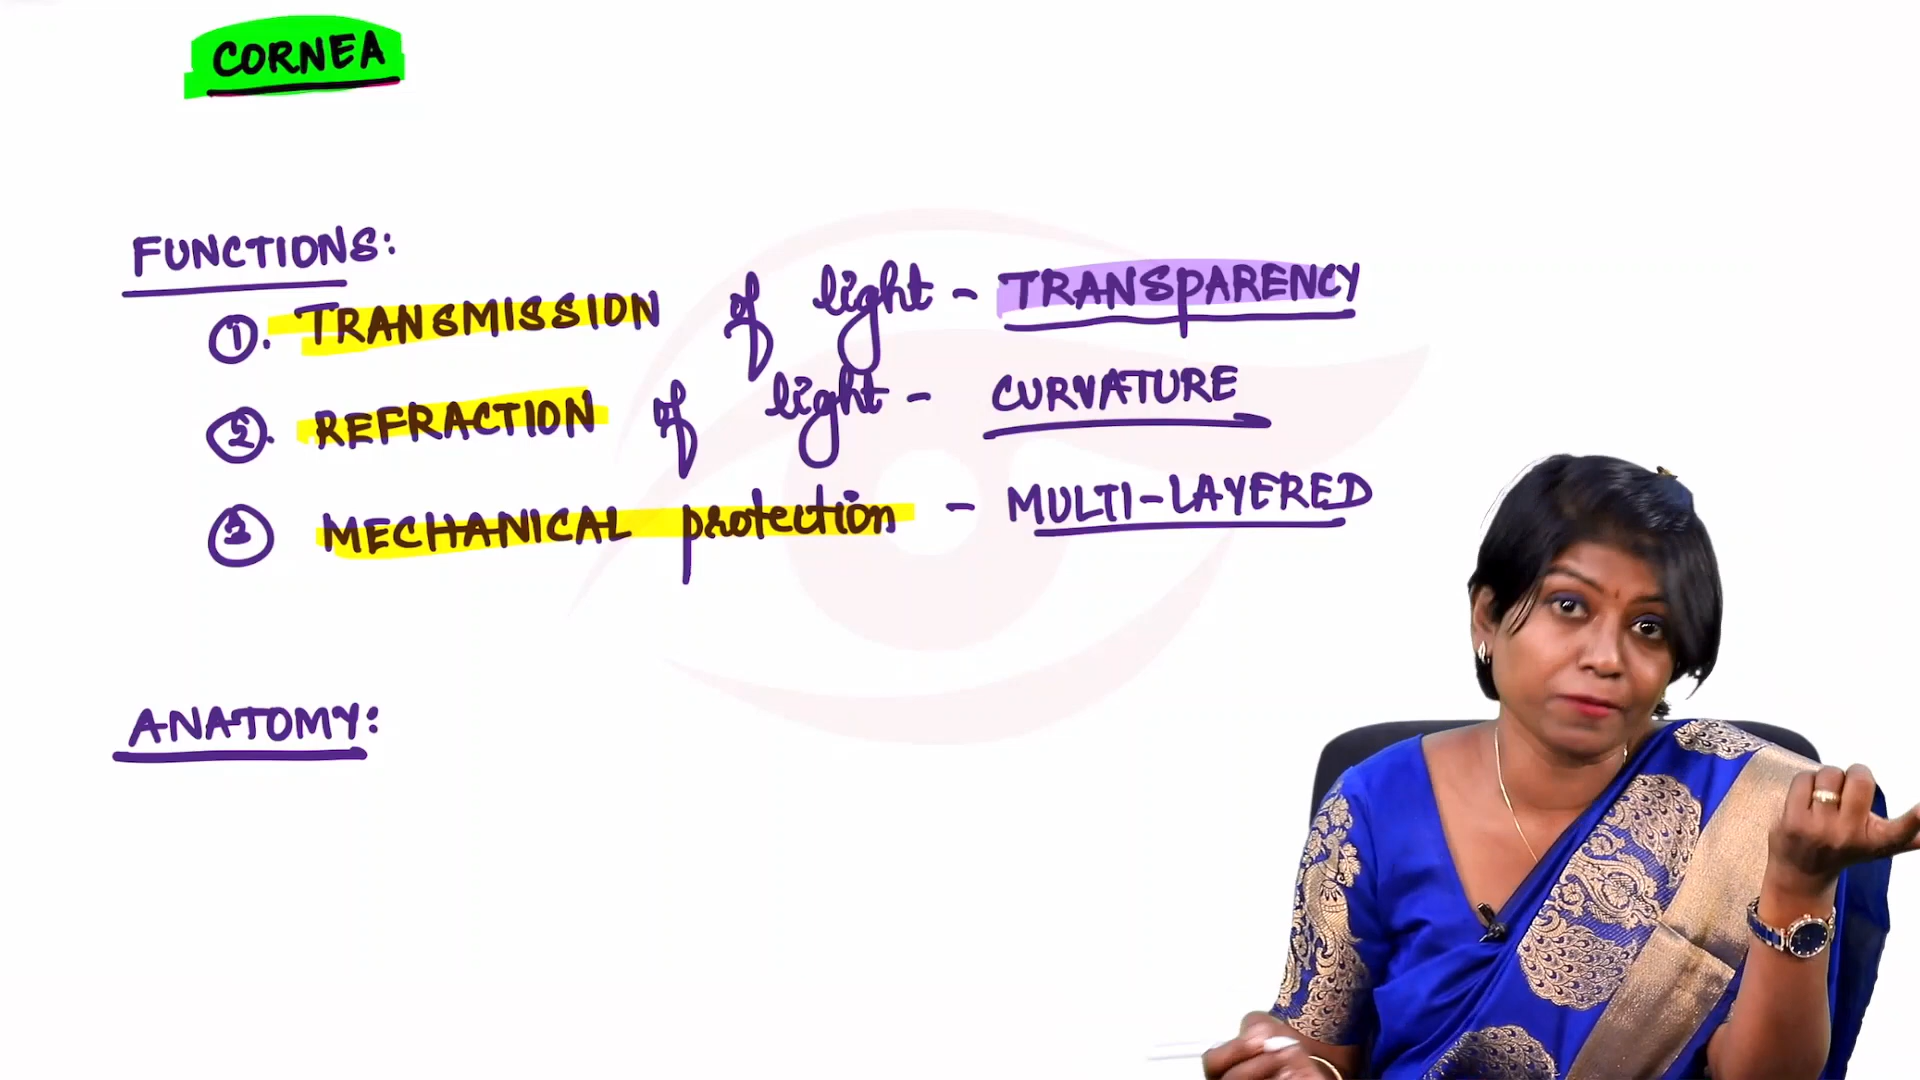 CORNEA
FUNCTIONS:
①. TRANSMISSION of light - TRANSPARENCY
②. REFRACTION of light - CURVATURE
③ MECHANICAL protection - MULTI-LAYERED
ANATOMY: